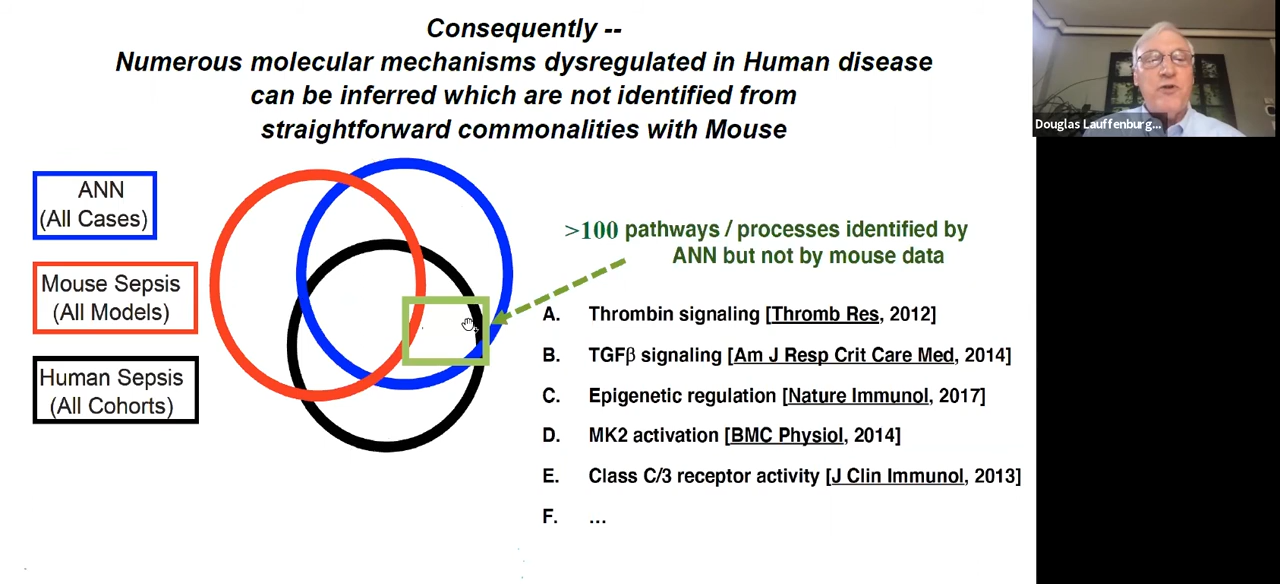 Consequently --
Numerous molecular mechanisms dysregulated in Human disease
can be inferred which are not identified from
straightforward commonalities with Mouse
Douglas Lauffenburg...
ANN
(All Cases)
Mouse Sepsis
(All Models)
Human Sepsis
(All Cohorts)
>100 pathways / processes identified by
ANN but not by mouse data
A. Thrombin signaling [Thromb Res, 2012]
B. TGFβ signaling [Am J Resp Crit Care Med, 2014]
C. Epigenetic regulation [Nature Immunol, 2017]
D. MK2 activation [BMC Physiol, 2014]
E. Class C/3 receptor activity [J Clin Immunol, 2013]
F. ...